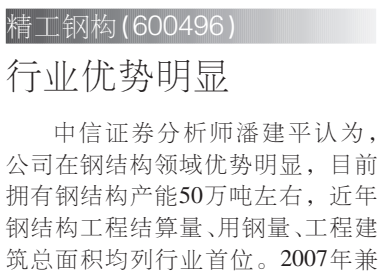 精工钢构(600496)
行业优势明显
中信证券分析师潘建平认为,
公司在钢结构领域优势明显，目前
拥有钢结构产能50万吨左右，近年
钢结构工程结算量、用钢量、工程建
筑总面积均列行业首位。2007年兼